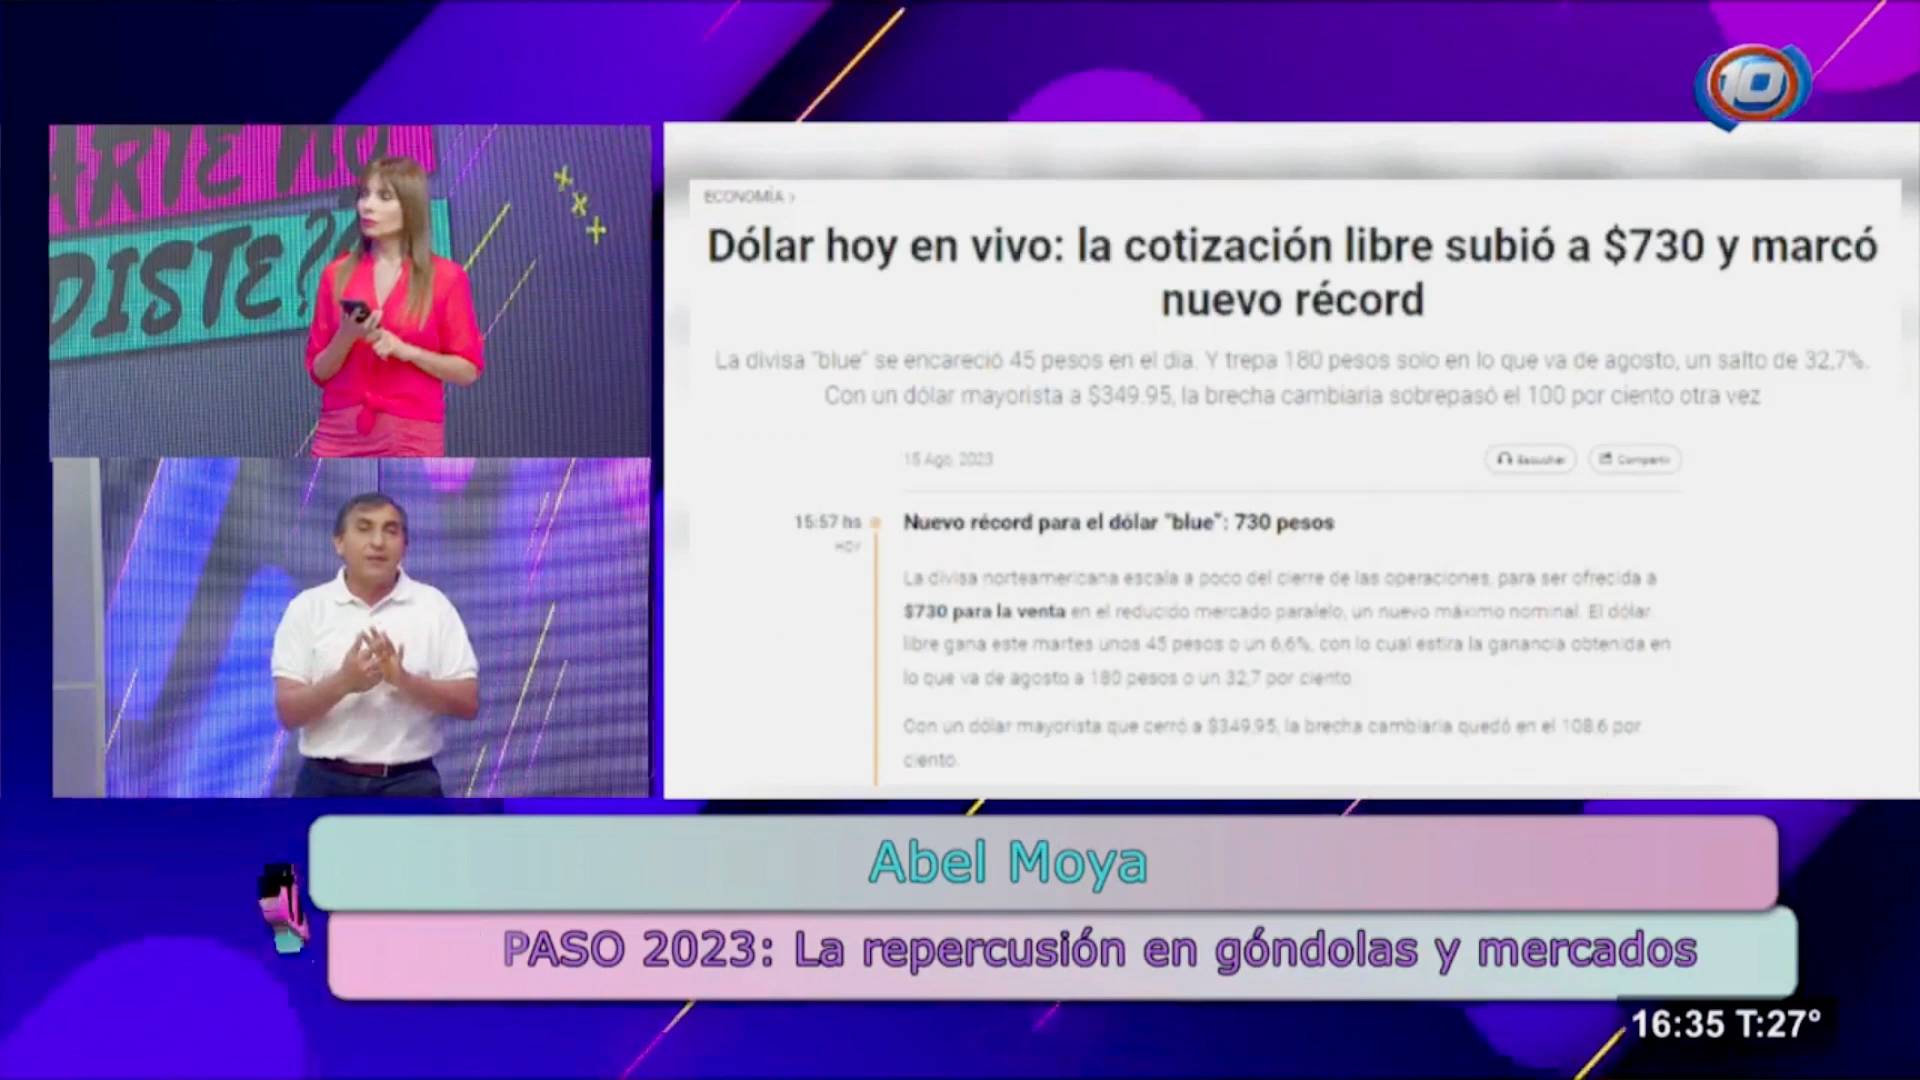 10
ARTE NO
DISTE??
ECONOMÍA >
Dólar hoy en vivo: la cotización libre subió a $730 y marcó
nuevo récord
La divisa "blue" se encareció 45 pesos en el día. Y trepa 180 pesos solo en lo que va de agosto, un salto de 32,7%.
Con un dólar mayorista a $349.95, la brecha cambiaria sobrepasó el 100 por ciento otra vez
15 Ago, 2023
Escuchar
Compartir
15:57 hs
HOY
Nuevo récord para el dólar "blue": 730 pesos
La divisa norteamericana escala a poco del cierre de las operaciones, para ser ofrecida a
$730 para la venta en el reducido mercado paralelo, un nuevo máximo nominal. El dólar
libre gana este martes unos 45 pesos o un 6,6%, con lo cual estira la ganancia obtenida en
lo que va de agosto a 180 pesos o un 32,7 por ciento.
Con un dólar mayorista que cerró a $349,95, la brecha cambiaria quedó en el 108,6 por
ciento.
Abel Moya
PASO 2023: La repercusión en góndolas y mercados
16:35 T:27°